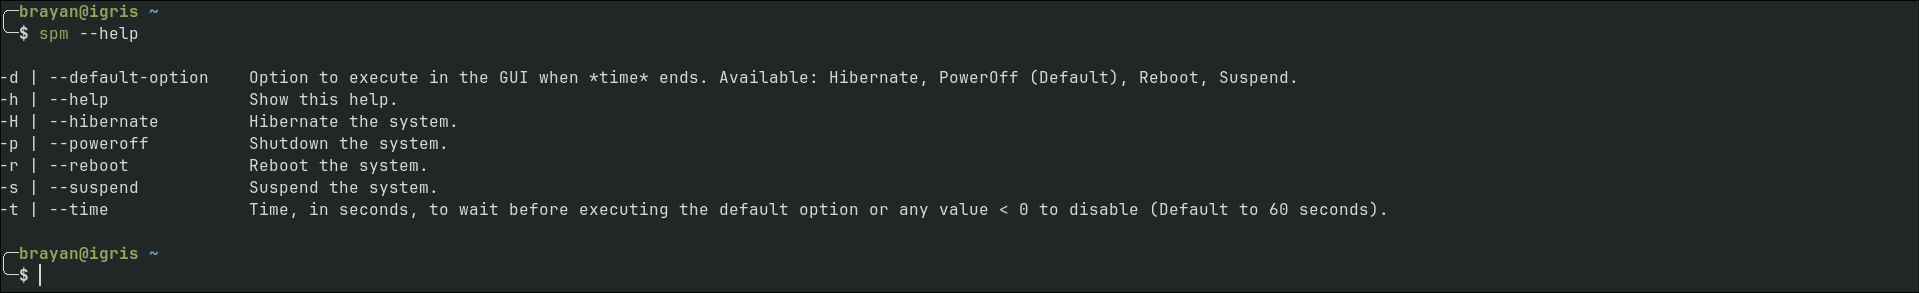 brayan@igris ~
$ spm --help
-d | --default-option    Option to execute in the GUI when *time* ends. Available: Hibernate, PowerOff (Default), Reboot, Suspend.
-h | --help              Show this help.
-H | --hibernate         Hibernate the system.
-p | --poweroff          Shutdown the system.
-r | --reboot            Reboot the system.
-s | --suspend           Suspend the system.
-t | --time              Time, in seconds, to wait before executing the default option or any value < 0 to disable (Default to 60 seconds).
brayan@igris ~
$